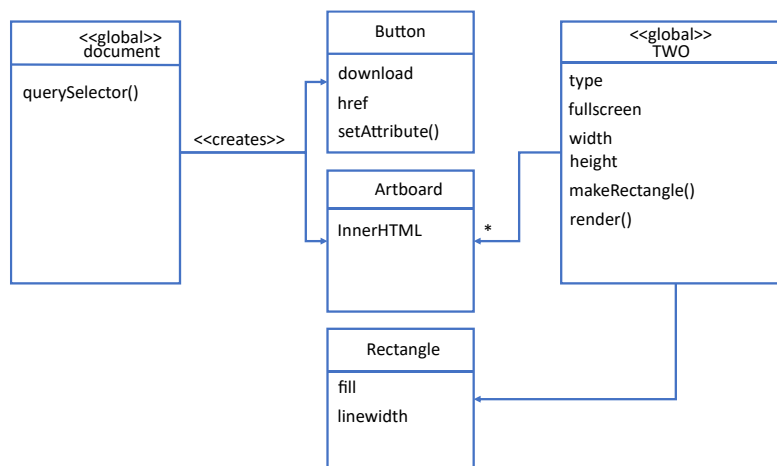 <<global>>
document
querySelector()
<<creates>>
Button
download
href
setAttribute()
Artboard
InnerHTML
*
Rectangle
fill
linewidth
<<global>>
TWO
type
fullscreen
width
height
makeRectangle()
render()